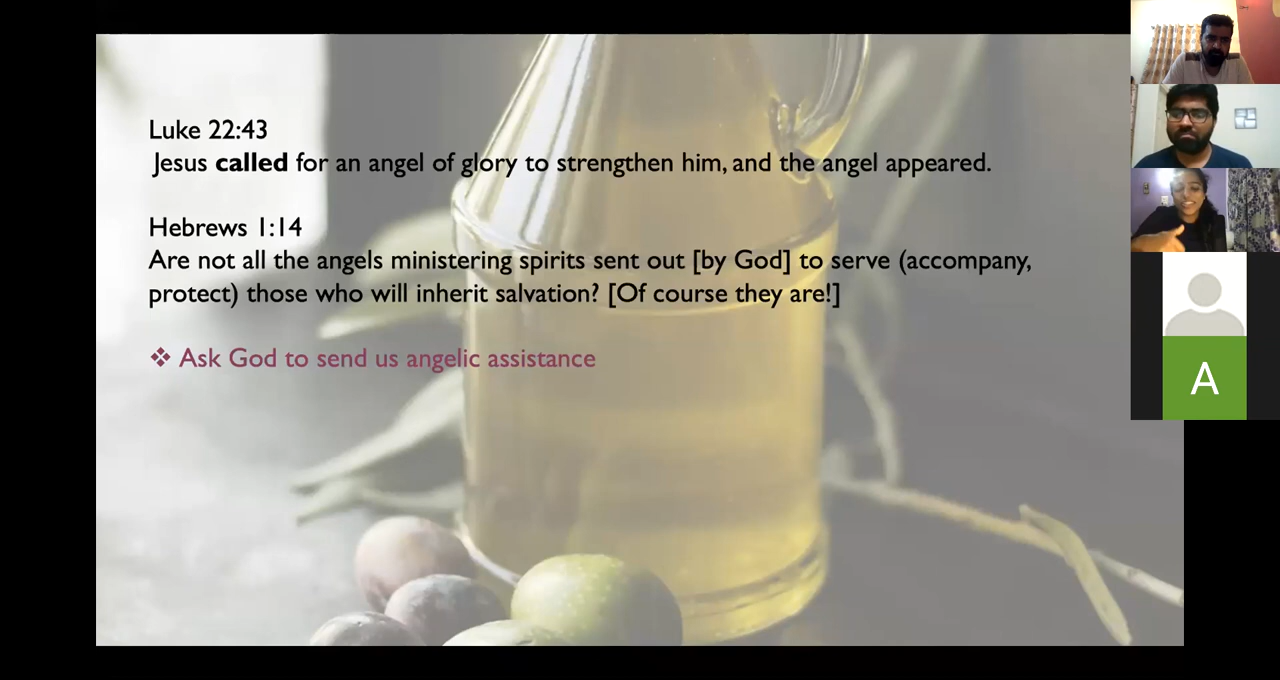 Luke 22:43
Jesus called for an angel of glory to strengthen him, and the angel appeared.
Hebrews 1:14
Are not all the angels ministering spirits sent out [by God] to serve (accompany,
protect) those who will inherit salvation? [Of course they are!]
❖ Ask God to send us angelic assistance
A